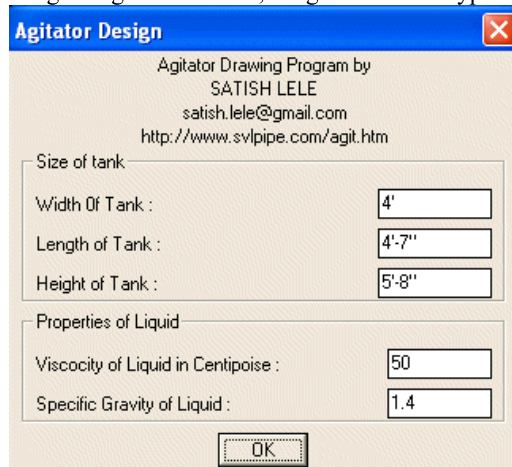 Agitator Design
Agitator Drawing Program by
SATISH LELE
satish.lele@gmail.com
http://www.svlpipe.com/agit.htm
Size of tank
Width Of Tank : 4'
Length of Tank : 4'-7"
Height of Tank : 5'-8"
Properties of Liquid
Viscocity of Liquid in Centipoise : 50
Specific Gravity of Liquid : 1.4
OK